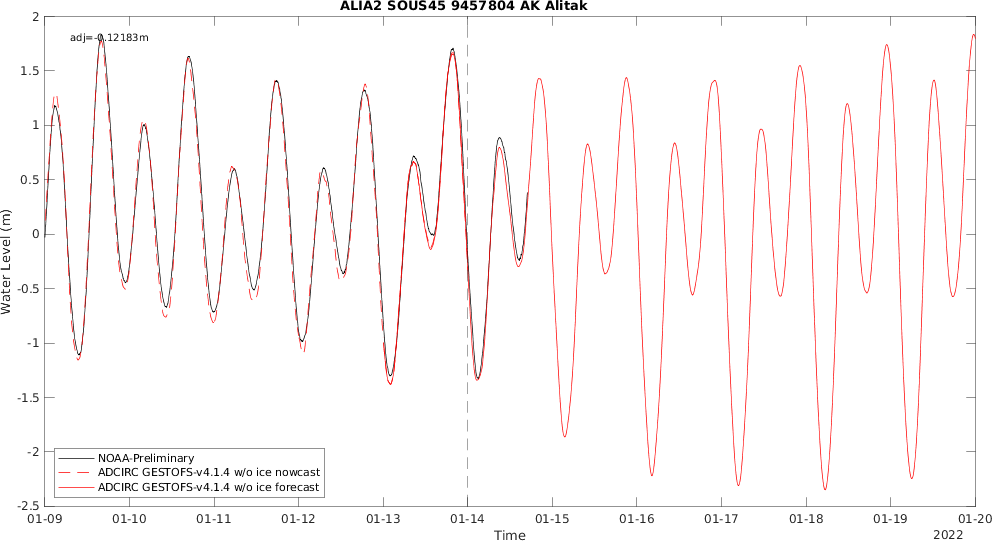 ALIA2 SOUS45 9457804 AK Alitak
adj=-0.12183m
2
1.5
1
0.5
0
-0.5
-1
-1.5
-2
-2.5
Water Level (m)
NOAA-Preliminary
ADCIRC GESTOFS-v4.1.4 w/o ice nowcast
ADCIRC GESTOFS-v4.1.4 w/o ice forecast
01-09 01-10 01-11 01-12 01-13 01-14 01-15 01-16 01-17 01-18 01-19 01-20
Time
2022